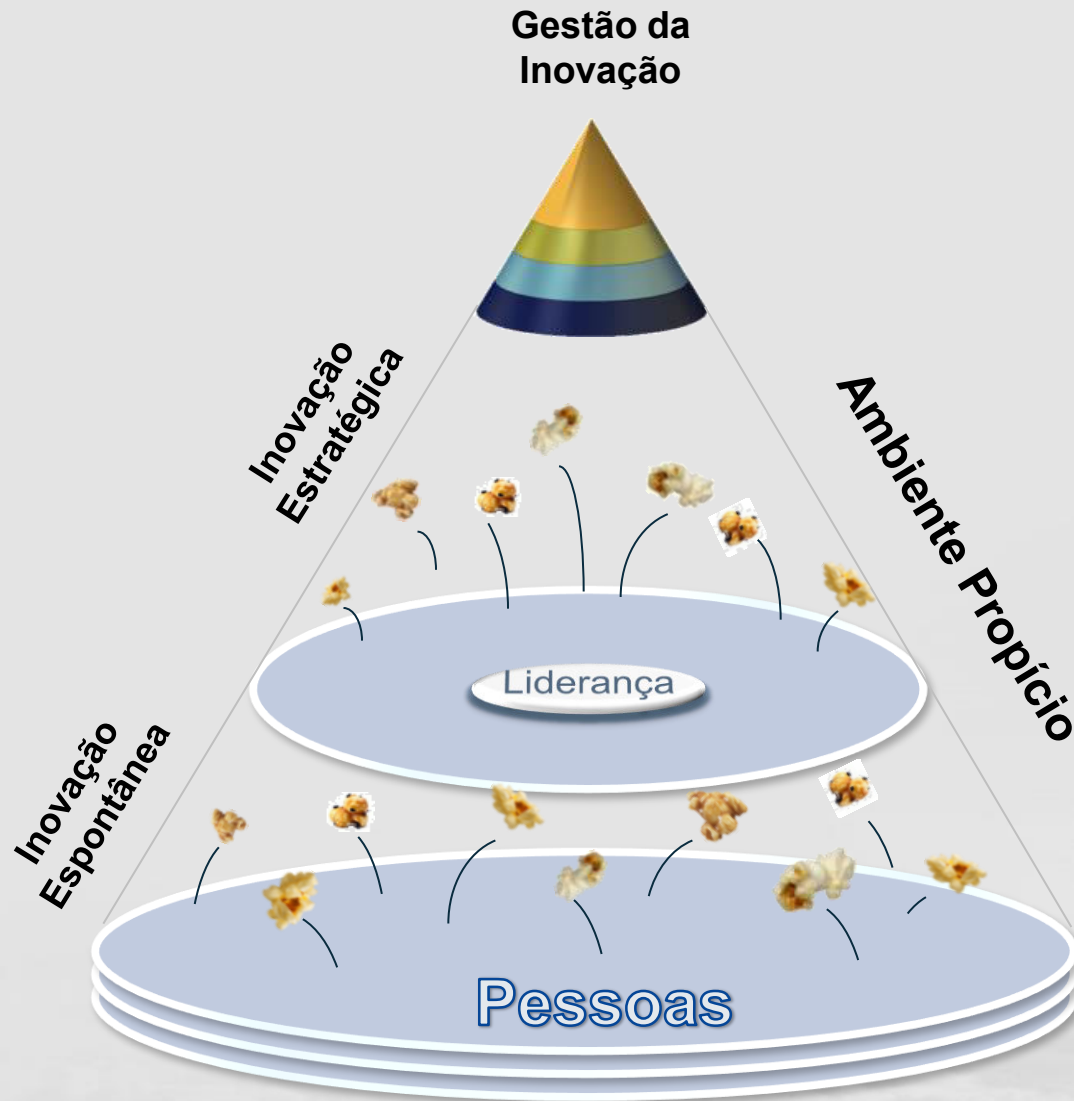 Gestão da
Inovação
Inovação
Estratégica
Ambiente Propício
Liderança
Inovação
Espontânea
Pessoas